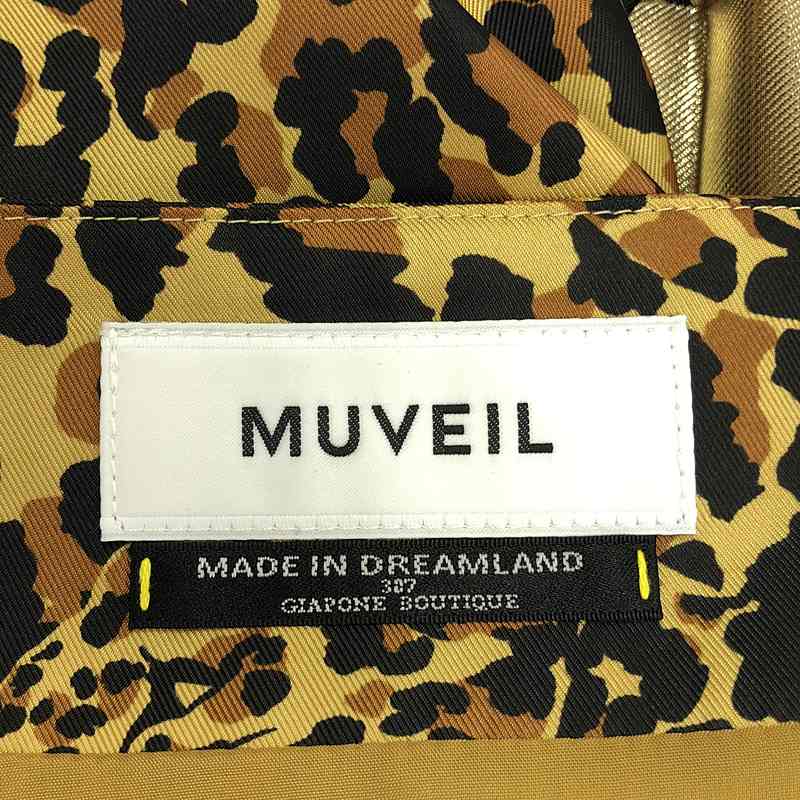 MUVEIL
MADE IN DREAMLAND
387
GIAPONE BOUTIQUE